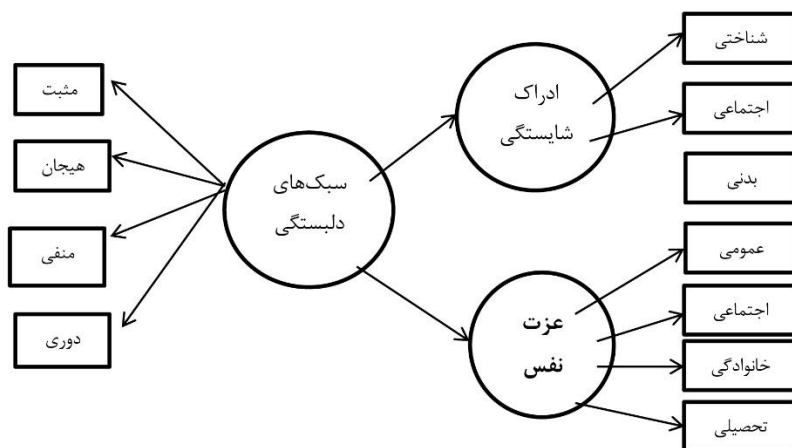 شناختی
اجتماعی
بدنی
عمومی
اجتماعی
خانوادگی
تحصیلی
ادراک
شایستگی
عزت
نفس
سبک‌های
دلبستگی
مثبت
هیجان
منفی
دوری